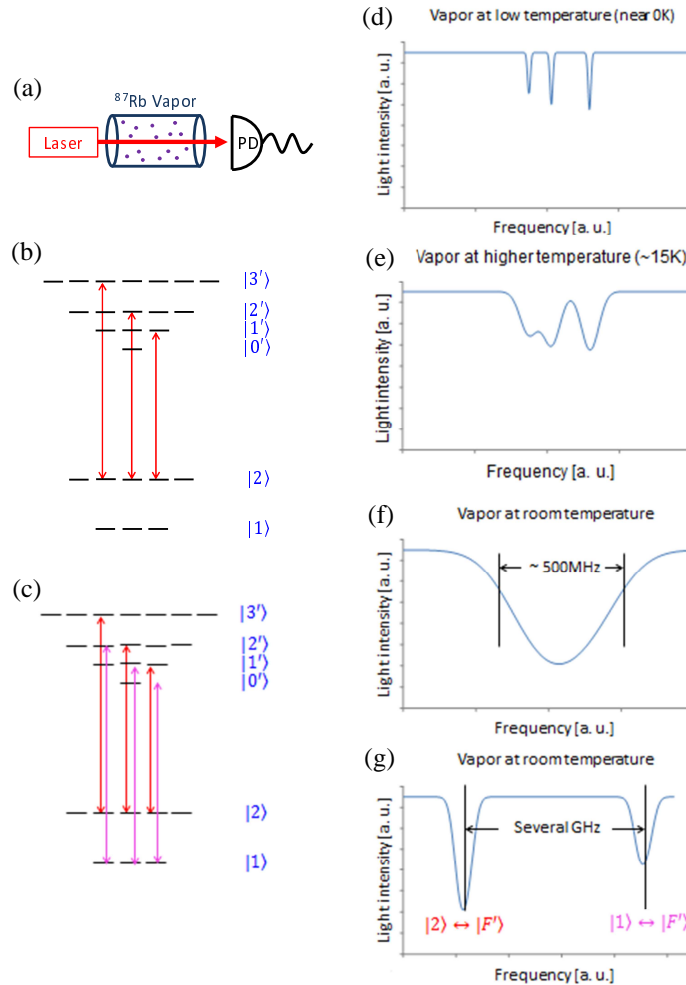 (a)
⁸⁷Rb Vapor
Laser
PD
(b)
|3′⟩
|2′⟩
|1′⟩
|0′⟩
|2⟩
|1⟩
(c)
|3′⟩
|2′⟩
|1′⟩
|0′⟩
|2⟩
|1⟩
(d)
Vapor at low temperature (near 0K)
Light intensity [a. u.]
Frequency [a. u.]
(e)
Vapor at higher temperature (~15K)
Light intensity [a. u.]
Frequency [a. u.]
(f)
Vapor at room temperature
~ 500MHz
Light intensity [a.u.]
Frequency [a. u.]
(g)
Vapor at room temperature
Several GHz
|2⟩ ↔ |F′⟩
|1⟩ ↔ |F′⟩
Light intensity [a. u.]
Frequency [a. u.]